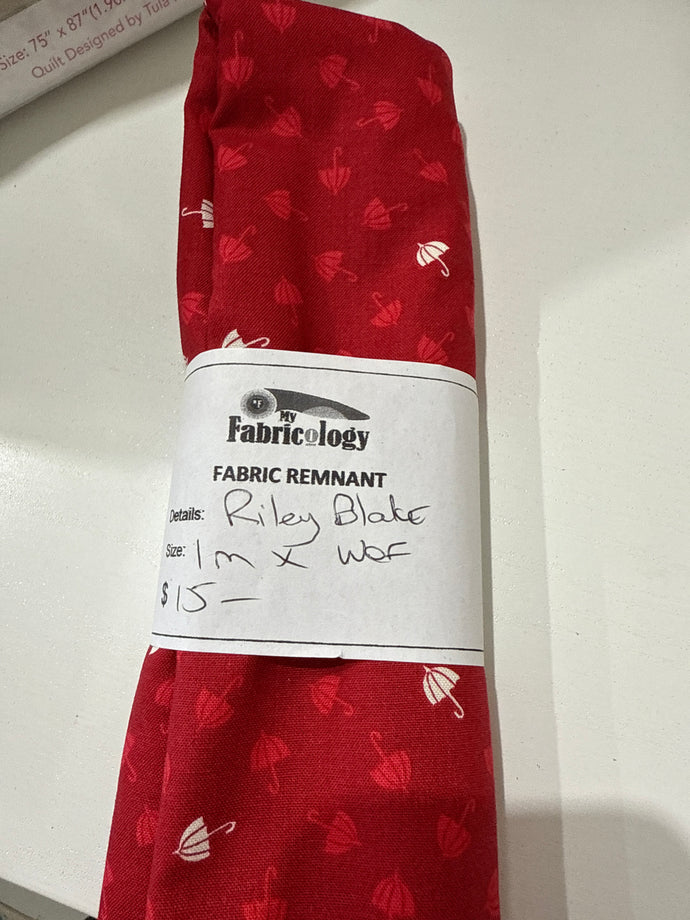 Size: 75" x 87"(1.90
Quilt Designed by Tula
My
Fabricology
FABRIC REMNANT
Details: Riley Blake
Size: 1m x WOF
$ 15 —